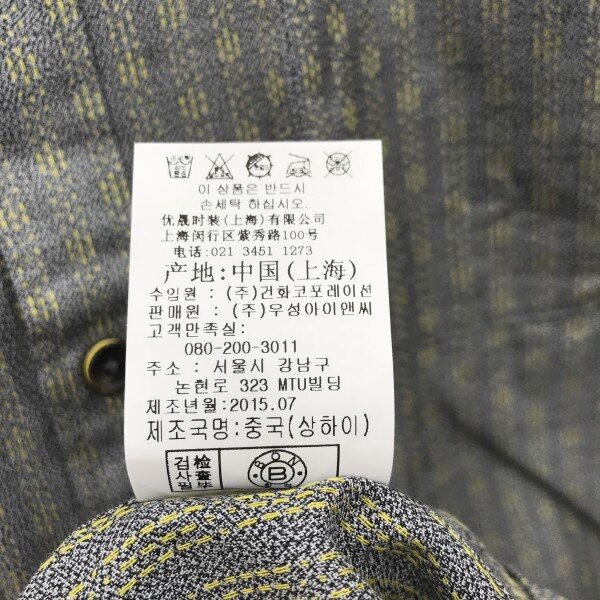 이 상품은 반드시
손세탁 하십시오.
优晟时装(上海)有限公司
上海闵行区紫秀路100号
电话:021 3451 1273
产地:中国(上海)
수입원 : (주)건화코포레이션
판매원 : (주)우성아이앤씨
고객만족실:
080-200-3011
주소 : 서울시 강남구
논현로 323 MTU빌딩
제조년월:2015.07
제조국명:중국(상하이)
검 检
사 查
B